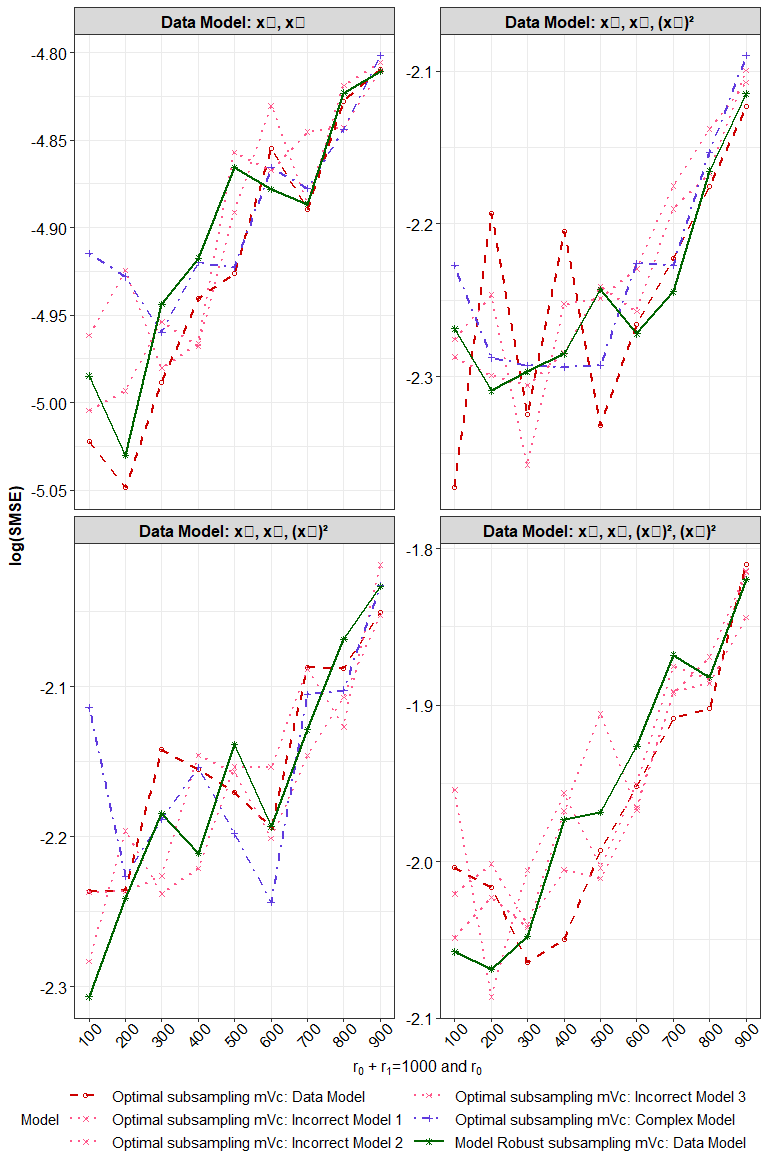 Data Model: x▯, x▯
Data Model: x▯, x▯, (x▯)²
-4.80
-4.85
-4.90
-4.95
-5.00
-5.05
-2.1
-2.2
-2.3
log(SMSE)
Data Model: x▯, x▯, (x▯)²
Data Model: x▯, x▯, (x▯)², (x▯)²
-2.1
-2.2
-2.3
-1.8
-1.9
-2.0
-2.1
100 200 300 400 500 600 700 800 900
100 200 300 400 500 600 700 800 900
r₀ + r₁=1000 and r₀
Model
Optimal subsampling mVc: Data Model
Optimal subsampling mVc: Incorrect Model 1
Optimal subsampling mVc: Incorrect Model 2
Optimal subsampling mVc: Incorrect Model 3
Optimal subsampling mVc: Complex Model
Model Robust subsampling mVc: Data Model